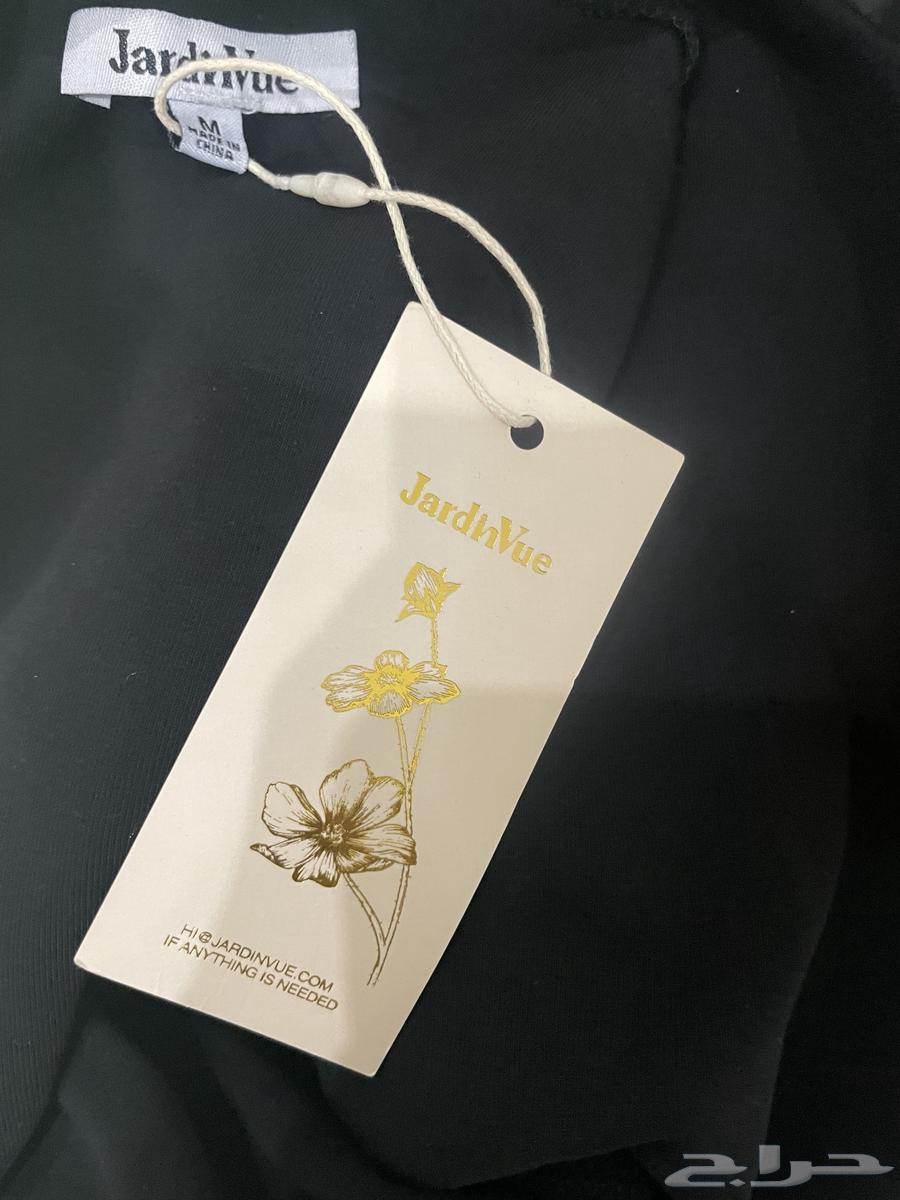 JardinVue
M
MADE IN
CHINA
JardinVue
HI@JARDINVUE.COM
IF ANYTHING IS NEEDED
حراج